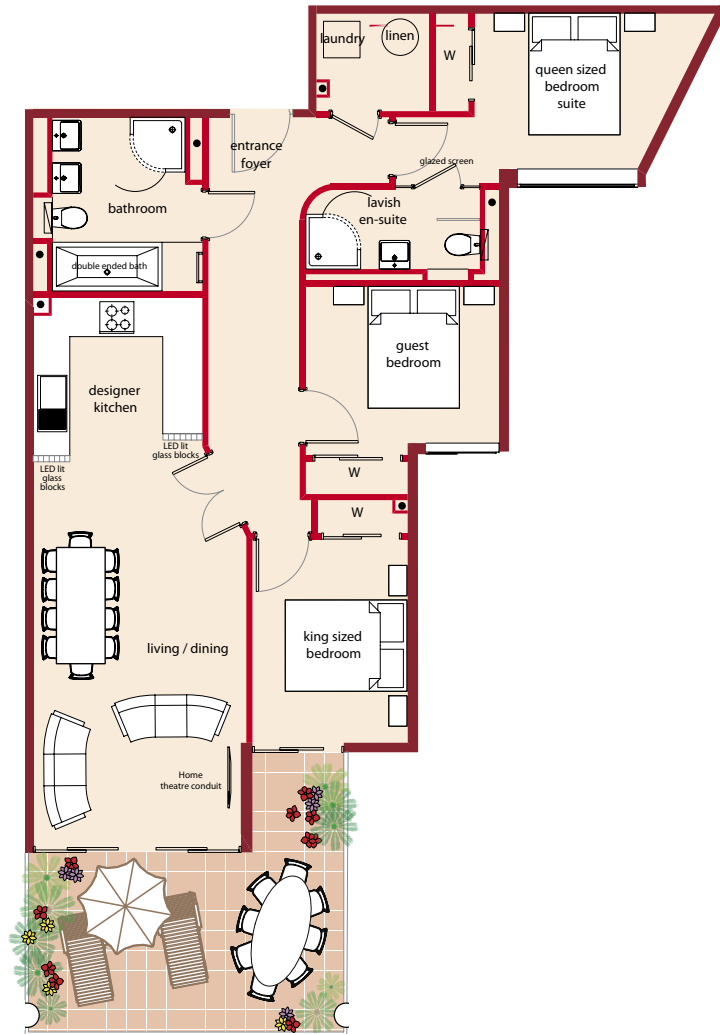 laundry
linen
W
queen sized
bedroom
suite
entrance
foyer
glazed screen
bathroom
lavish
en-suite
double ended bath
guest
bedroom
designer
kitchen
LED lit
glass blocks
LED lit
glass
blocks
W
W
king sized
bedroom
living / dining
Home
theatre conduit